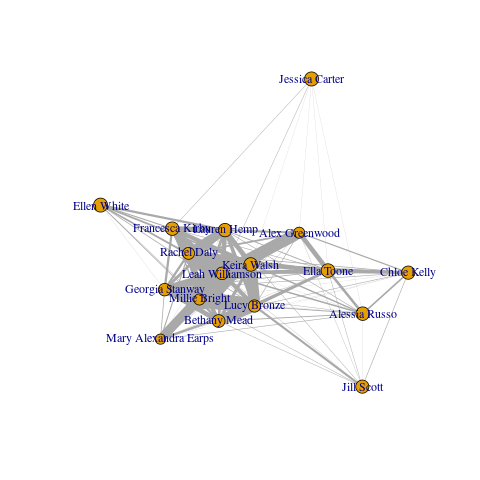 Jessica Carter
Ellen White
Francesca Kirby
Lauren Hemp
Alex Greenwood
Rachel Daly
Keira Walsh
Leah Williamson
Ella Toone
Chloe Kelly
Georgia Stanway
Millie Bright
Lucy Bronze
Alessia Russo
Bethany Mead
Mary Alexandra Earps
Jill Scott